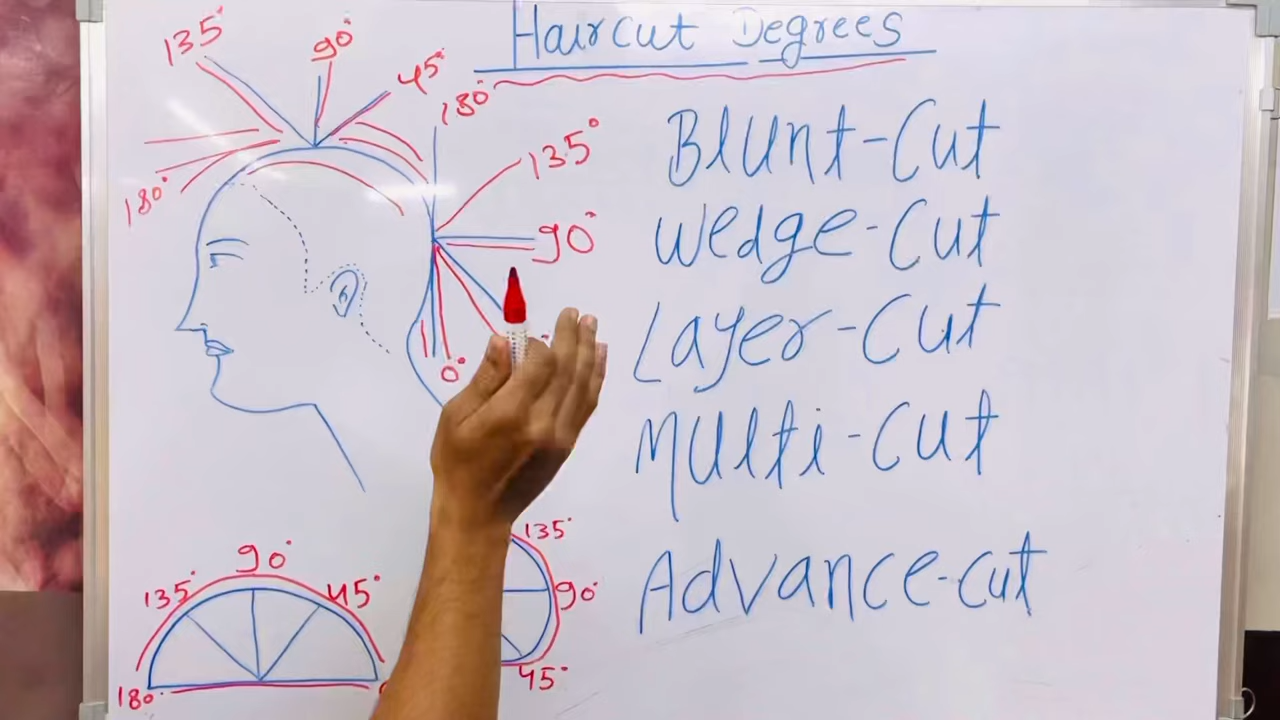 Haircut Degrees
135°
90°
45°
180°
135°
90°
180°
0°
Blunt-Cut
Wedge-Cut
Layer-Cut
Multi-Cut
Advance-cut
90°
135°
45°
180°
135°
90°
45°